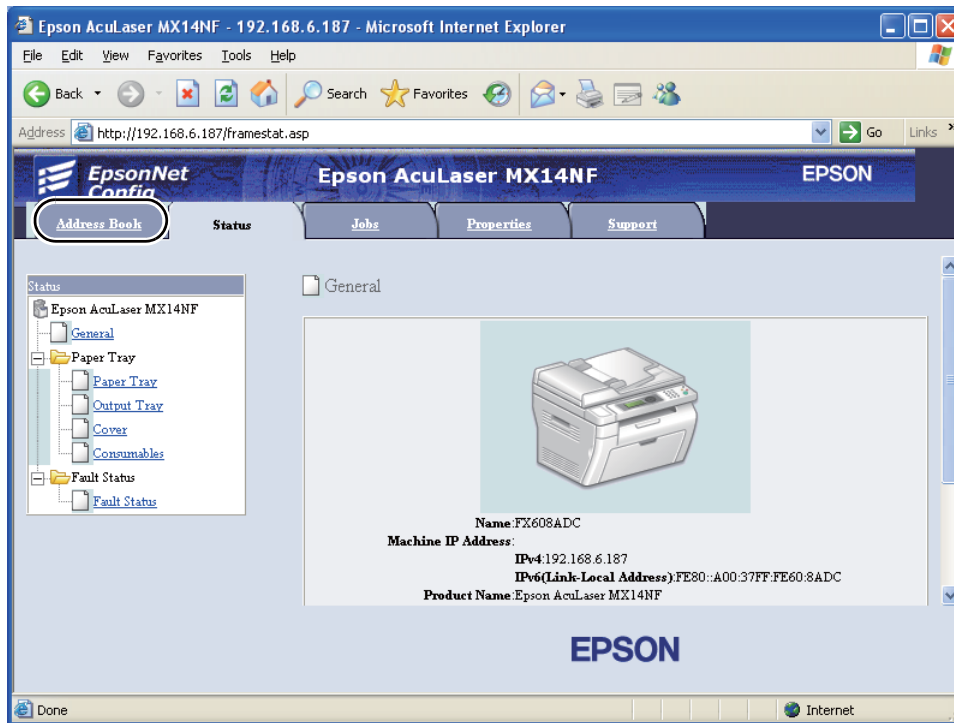 Epson AcuLaser MX14NF - 192.168.6.187 - Microsoft Internet Explorer
File Edit View Favorites Tools Help
Back Search Favorites
Address http://192.168.6.187/framestat.asp Go Links »
EpsonNet Config
Epson AcuLaser MX14NF
EPSON
Address Book Status Jobs Properties Support
Status
Epson AcuLaser MX14NF
General
Paper Tray
Paper Tray
Output Tray
Cover
Consumables
Fault Status
Fault Status
General
Name:FX608ADC
Machine IP Address:
IPv4:192.168.6.187
IPv6(Link-Local Address):FE80::A00:37FF:FE60:8ADC
Product Name:Epson AcuLaser MX14NF
EPSON
Done Internet